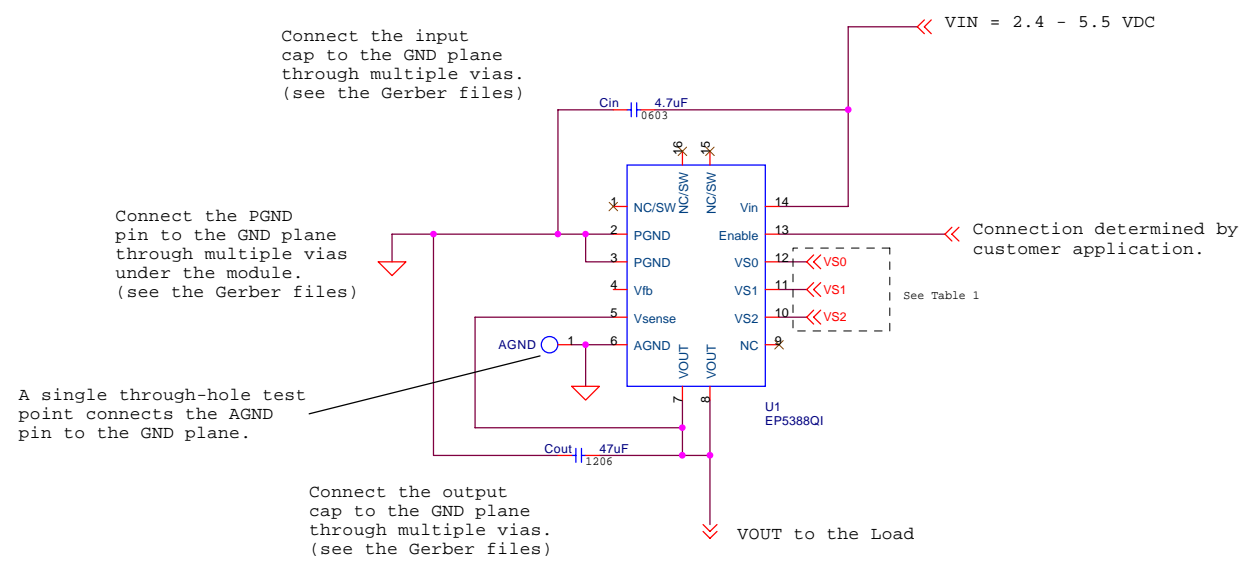 VIN = 2.4 - 5.5 VDC
Connect the input
cap to the GND plane
through multiple vias.
(see the Gerber files)
Cin
4.7uF
0603
16
15
NC/SW
NC/SW
1
NC/SW
Vin
14
Connect the PGND
pin to the GND plane
through multiple vias
under the module.
(see the Gerber files)
2
PGND
Enable
13
Connection determined by
customer application.
3
PGND
VS0
12
VS0
4
Vfb
VS1
11
VS1
See Table 1
5
Vsense
VS2
10
VS2
AGND
1
6
AGND
NC
9
VOUT
VOUT
7
8
U1
EP5388QI
A single through-hole test
point connects the AGND
pin to the GND plane.
Cout
47uF
1206
Connect the output
cap to the GND plane
through multiple vias.
(see the Gerber files)
VOUT to the Load